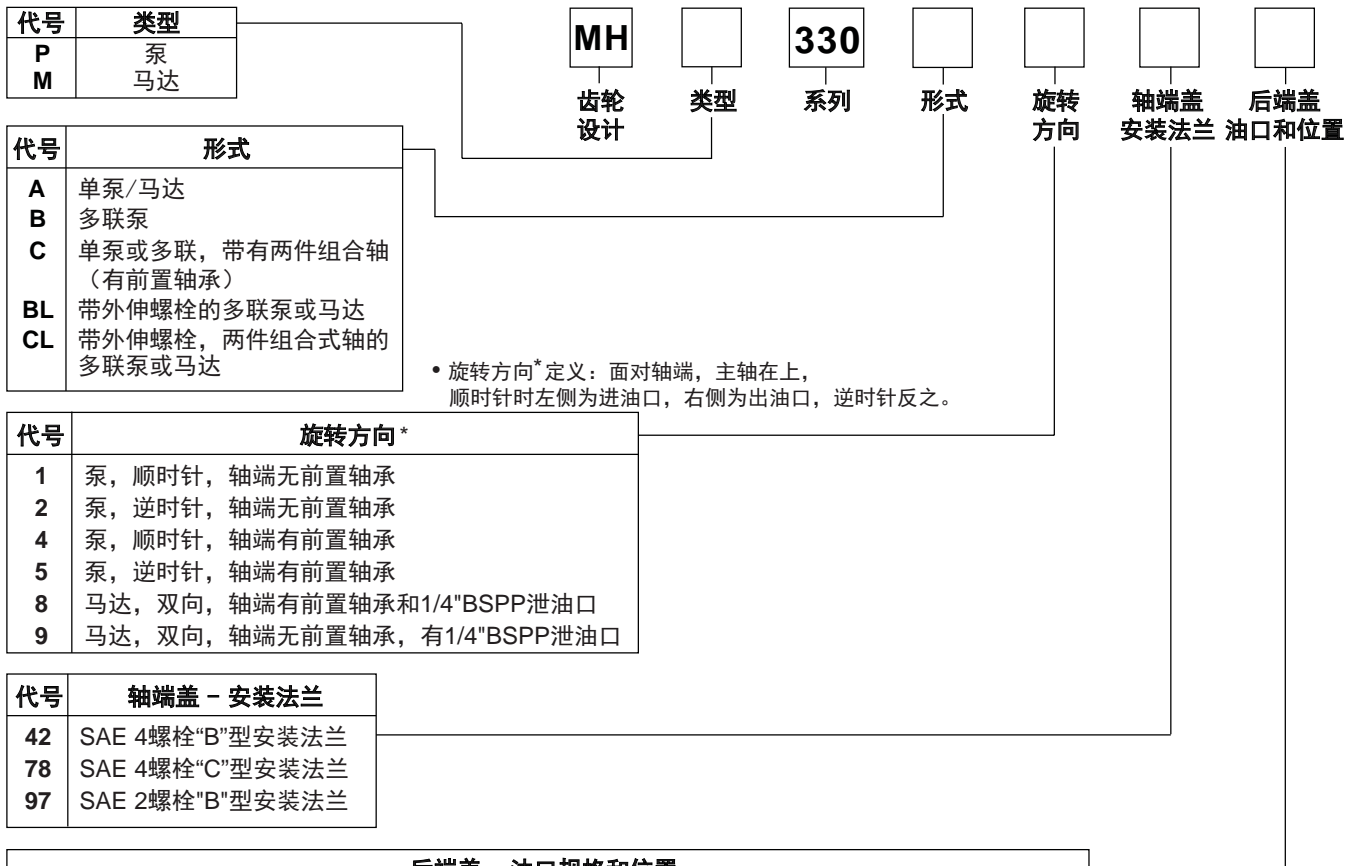 代号 类型
P 泵
M 马达
MH 330
齿轮设计 类型 系列 形式 旋转方向 轴端盖安装法兰 后端盖油口和位置
代号 形式
A 单泵/马达
B 多联泵
C 单泵或多联，带有两件组合轴
（有前置轴承）
BL 带外伸螺栓的多联泵或马达
CL 带外伸螺栓，两件组合式轴的
多联泵或马达
• 旋转方向*定义：面对轴端，主轴在上，
顺时针时左侧为进油口，右侧为出油口，逆时针反之。
代号 旋转方向*
1 泵，顺时针，轴端无前置轴承
2 泵，逆时针，轴端无前置轴承
4 泵，顺时针，轴端有前置轴承
5 泵，逆时针，轴端有前置轴承
8 马达，双向，轴端有前置轴承和1/4"BSPP泄油口
9 马达，双向，轴端无前置轴承，有1/4"BSPP泄油口
代号 轴端盖 – 安装法兰
42 SAE 4螺栓“B”型安装法兰
78 SAE 4螺栓“C”型安装法兰
97 SAE 2螺栓"B"型安装法兰